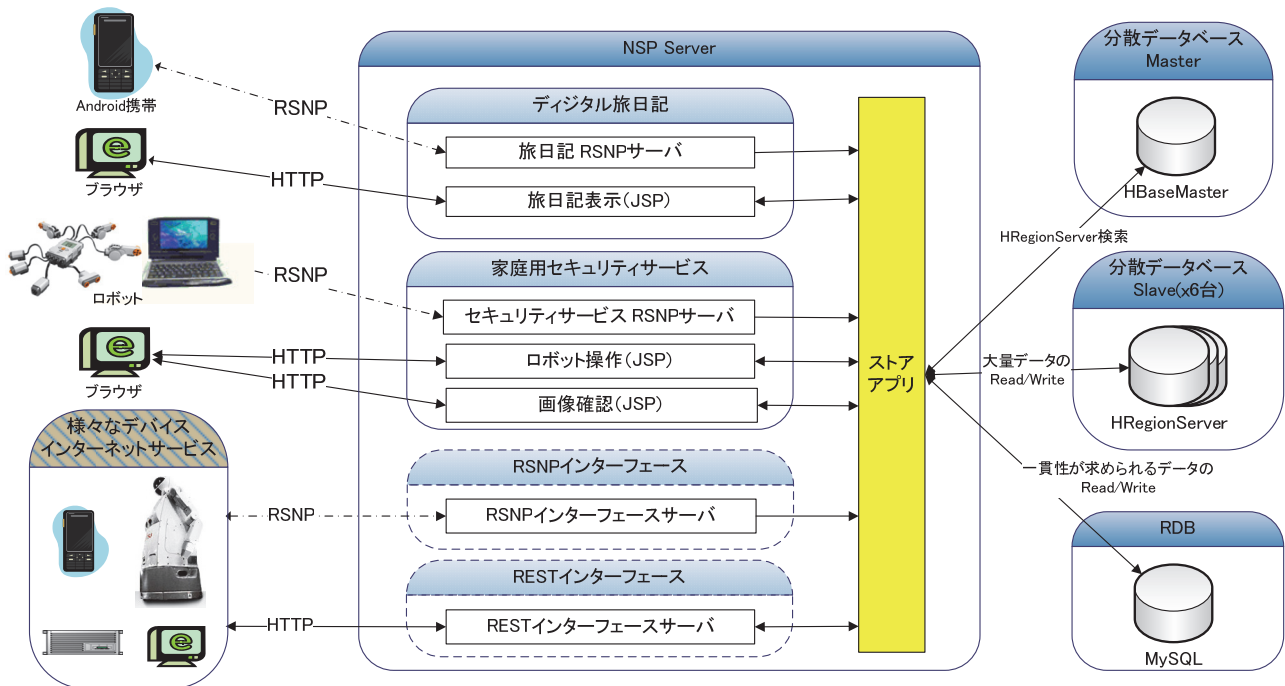 NSP Server
Android携帯
RSNP
ディジタル旅日記
旅日記 RSNPサーバ
旅日記表示(JSP)
ブラウザ
HTTP
ロボット
RSNP
家庭用セキュリティサービス
セキュリティサービス RSNPサーバ
ロボット操作(JSP)
画像確認(JSP)
ブラウザ
HTTP
HTTP
様々なデバイス
インターネットサービス
RSNP
RSNPインターフェース
RSNPインターフェースサーバ
HTTP
RESTインターフェース
RESTインターフェースサーバ
ストア
アプリ
分散データベース
Master
HBaseMaster
HRegionServer検索
分散データベース
Slave(x6台)
大量データの
Read/Write
HRegionServer
一貫性が求められるデータの
Read/Write
RDB
MySQL